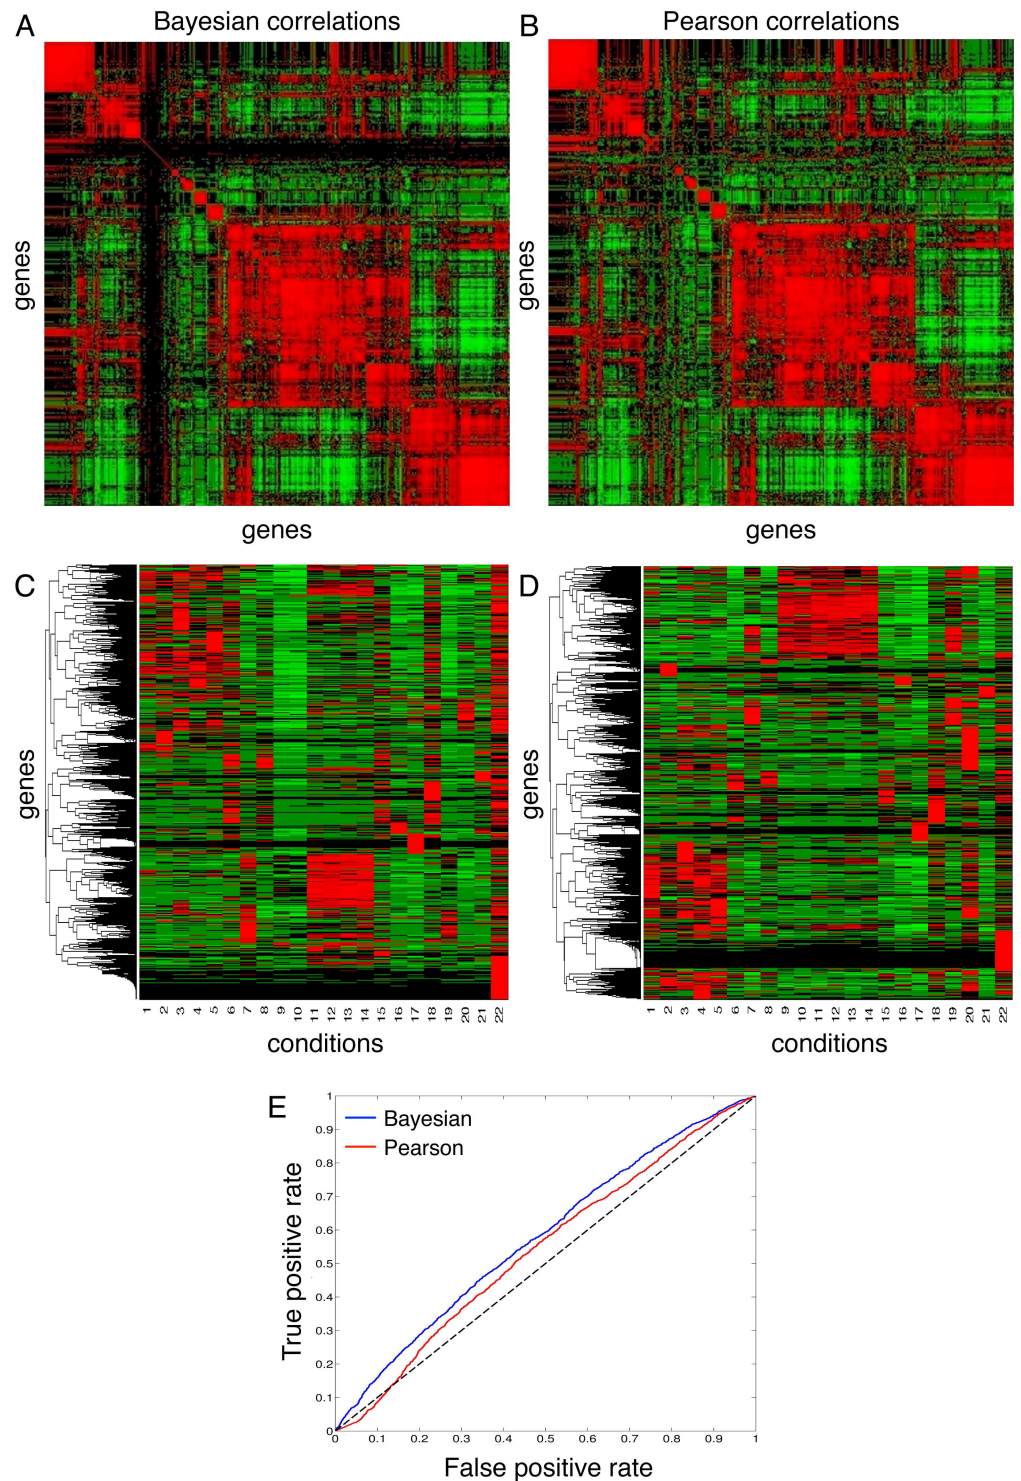 A Bayesian correlations
B Pearson correlations
genes
genes
genes
genes
C
D
genes
genes
1 2 3 4 5 6 7 8 9 10 11 12 13 14 15 16 17 18 19 20 21 22
1 2 3 4 5 6 7 8 9 10 11 12 13 14 15 16 17 18 19 20 21 22
conditions
conditions
E
Bayesian
Pearson
True positive rate
1
0.9
0.8
0.7
0.6
0.5
0.4
0.3
0.2
0.1
0
0 0.1 0.2 0.3 0.4 0.5 0.6 0.7 0.8 0.9 1
False positive rate